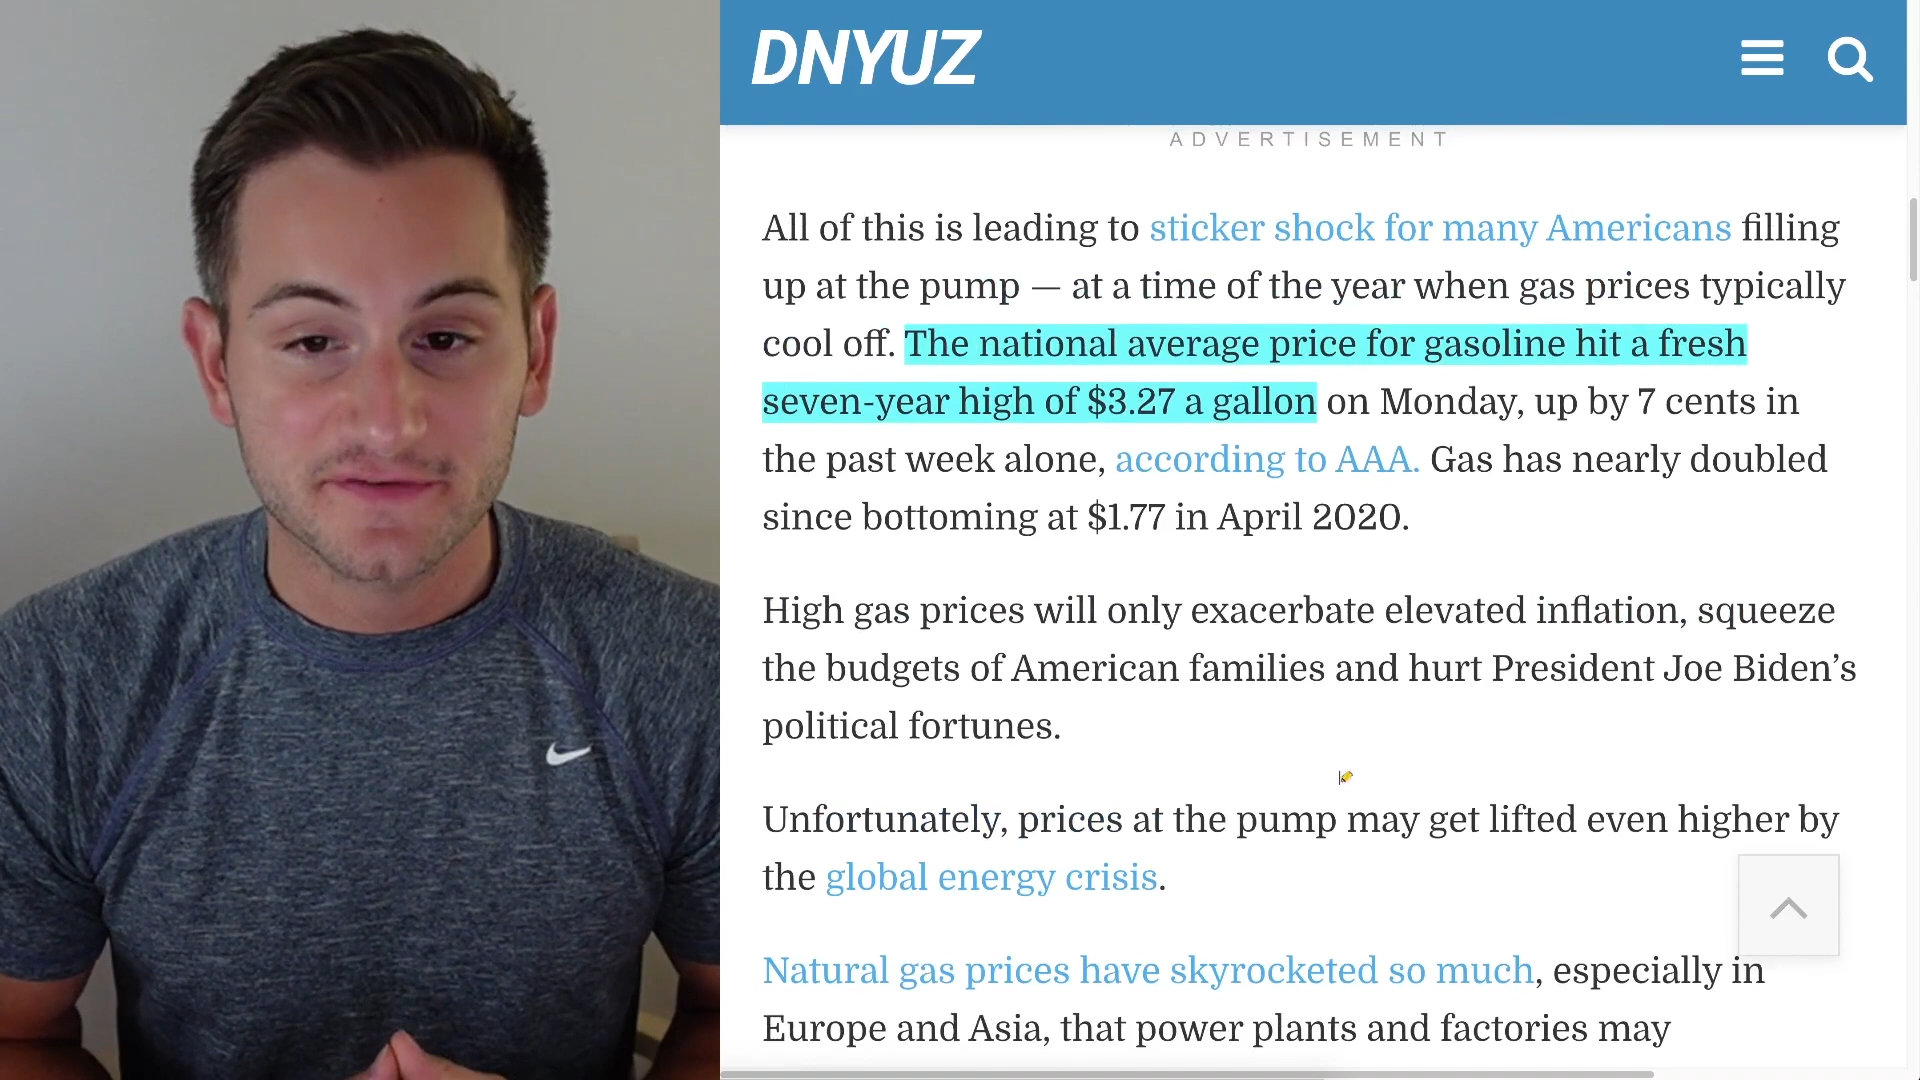 DNYUZ
ADVERTISEMENT
All of this is leading to sticker shock for many Americans filling
up at the pump — at a time of the year when gas prices typically
cool off. The national average price for gasoline hit a fresh
seven-year high of $3.27 a gallon on Monday, up by 7 cents in
the past week alone, according to AAA. Gas has nearly doubled
since bottoming at $1.77 in April 2020.
High gas prices will only exacerbate elevated inflation, squeeze
the budgets of American families and hurt President Joe Biden’s
political fortunes.
Unfortunately, prices at the pump may get lifted even higher by
the global energy crisis.
Natural gas prices have skyrocketed so much, especially in
Europe and Asia, that power plants and factories may